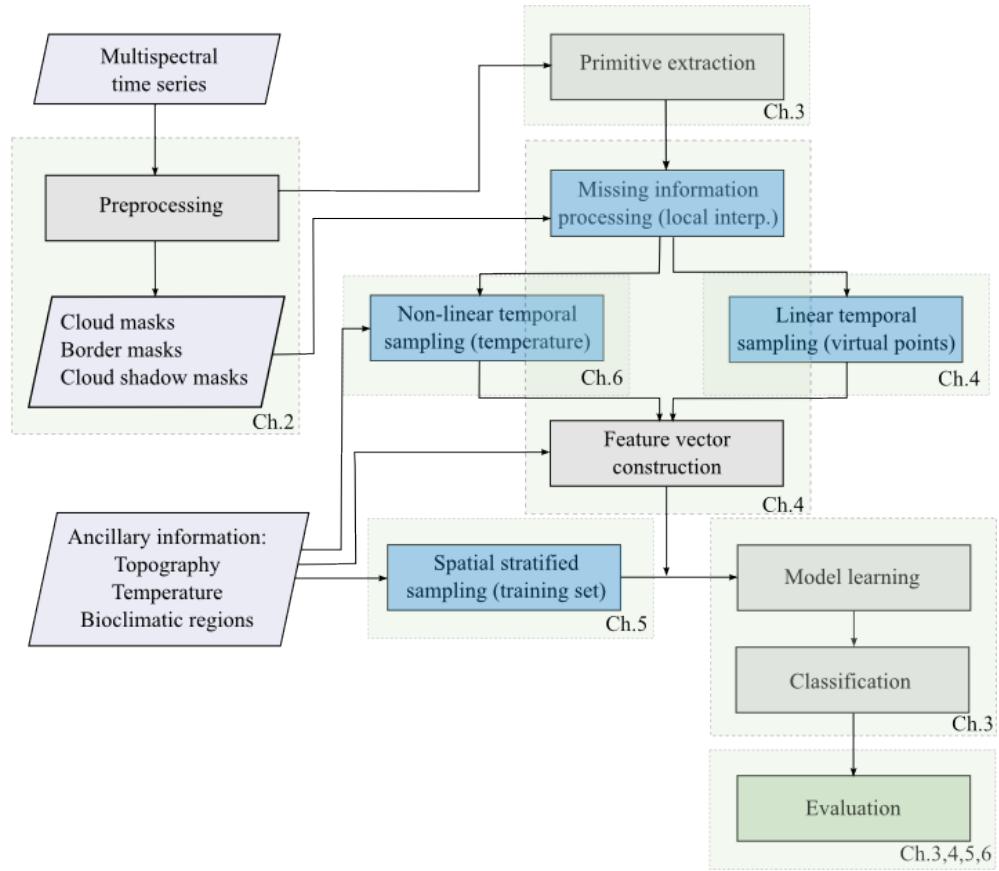 Multispectral
time series
Primitive extraction
Ch.3
Preprocessing
Missing information
processing (local interp.)
Cloud masks
Border masks
Cloud shadow masks
Ch.2
Non-linear temporal
sampling (temperature)
Ch.6
Linear temporal
sampling (virtual points)
Ch.4
Feature vector
construction
Ch.4
Ancillary information:
Topography
Temperature
Bioclimatic regions
Spatial stratified
sampling (training set)
Ch.5
Model learning
Classification
Ch.3
Evaluation
Ch.3,4,5,6